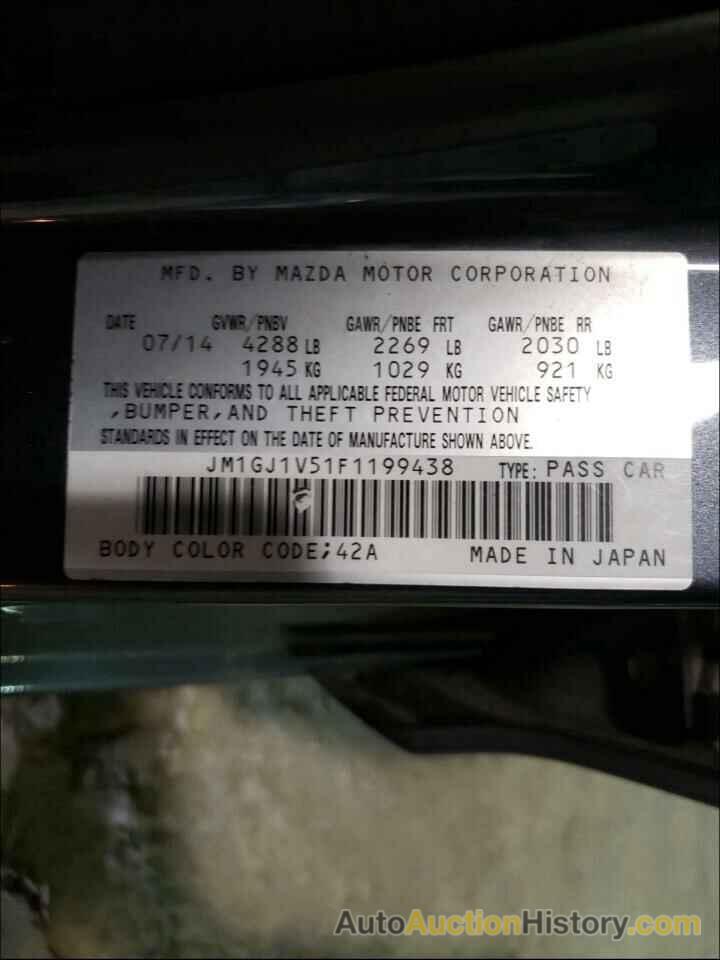 MFD. BY MAZDA MOTOR CORPORATION
DATE GVWR/PNBV GAWR/PNBE FRT GAWR/PNBE RR
07/14 4288 LB 2269 LB 2030 LB
1945 KG 1029 KG 921 KG
THIS VEHICLE CONFORMS TO ALL APPLICABLE FEDERAL MOTOR VEHICLE SAFETY
,BUMPER,AND THEFT PREVENTION
STANDARDS IN EFFECT ON THE DATE OF MANUFACTURE SHOWN ABOVE.
JM1GJ1V51F1199438 TYPE: PASS CAR
BODY COLOR CODE;42A MADE IN JAPAN
AutoAuctionHistory.com